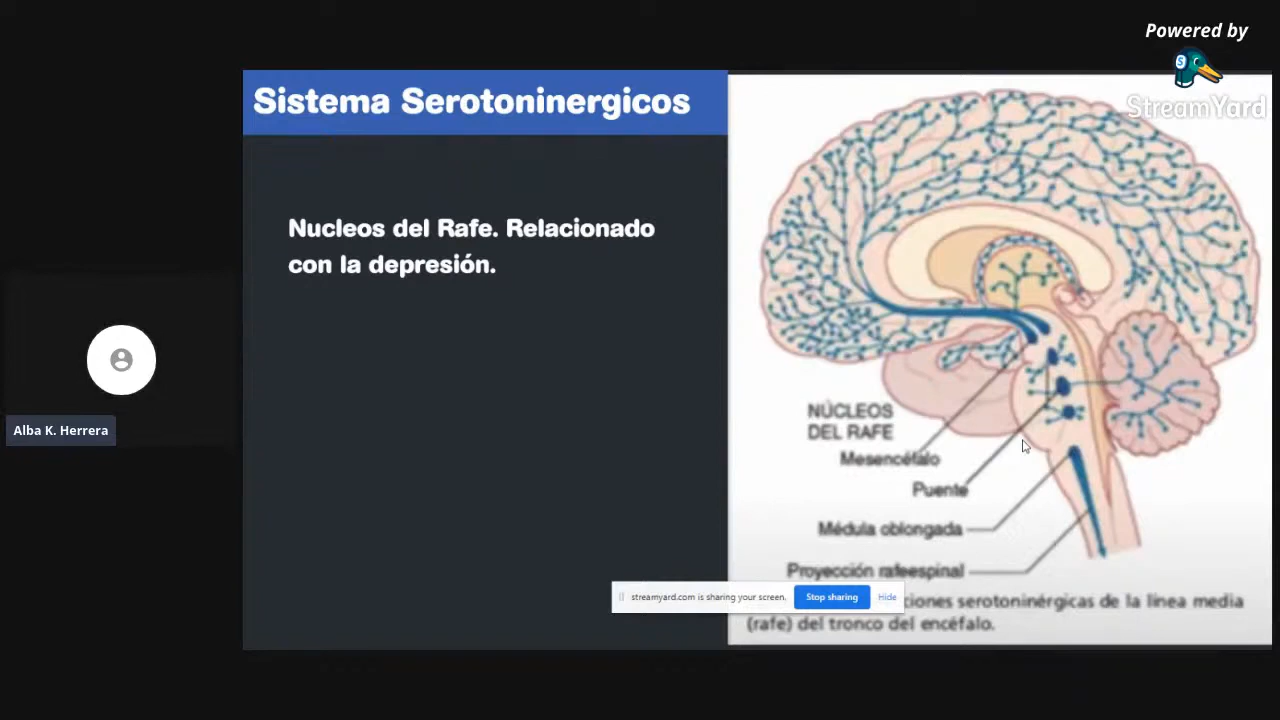 Powered by
StreamYard
Sistema Serotoninergicos
Nucleos del Rafe. Relacionado
con la depresión.
NÚCLEOS
DEL RAFE
Mesencéfalo
Puente
Médula oblongada
Proyección rafeespinal
ciones serotoninérgicas de la línea media
(rafe) del tronco del encéfalo.
streamyard.com is sharing your screen.
Stop sharing
Hide
Alba K. Herrera